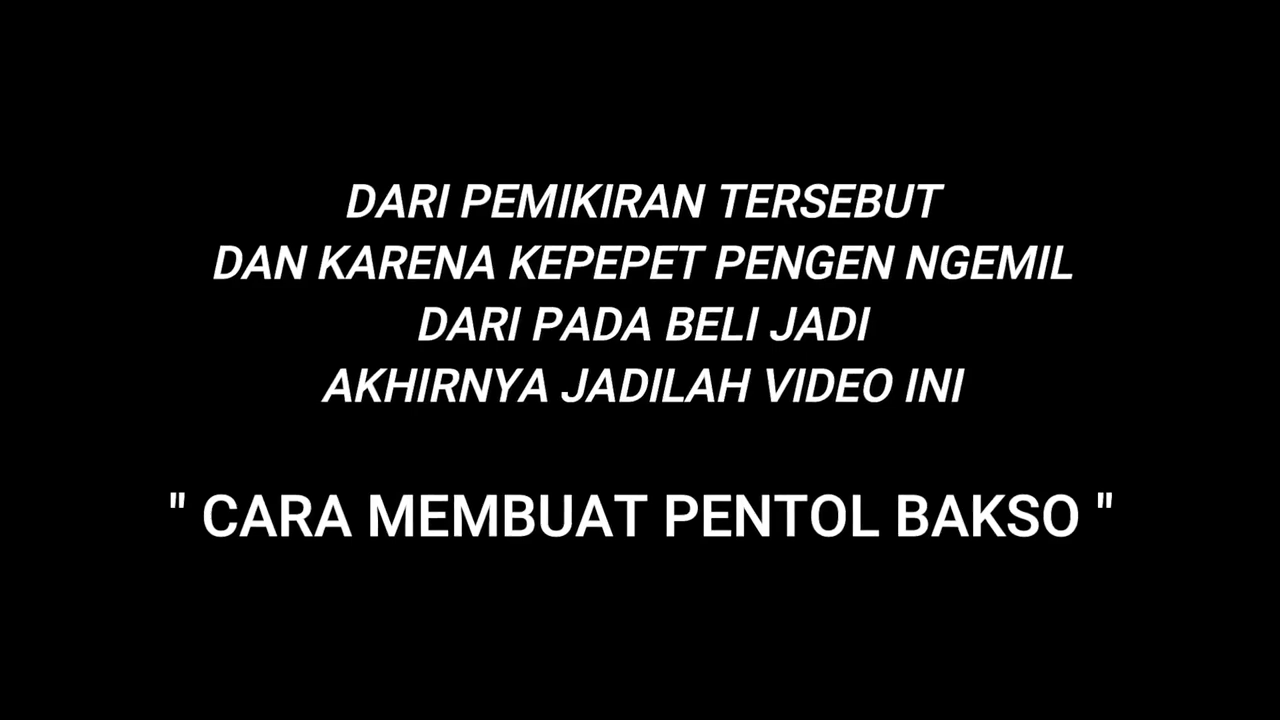 DARI PEMIKIRAN TERSEBUT
DAN KARENA KEPEPET PENGEN NGEMIL
DARI PADA BELI JADI
AKHIRNYA JADILAH VIDEO INI
" CARA MEMBUAT PENTOL BAKSO "